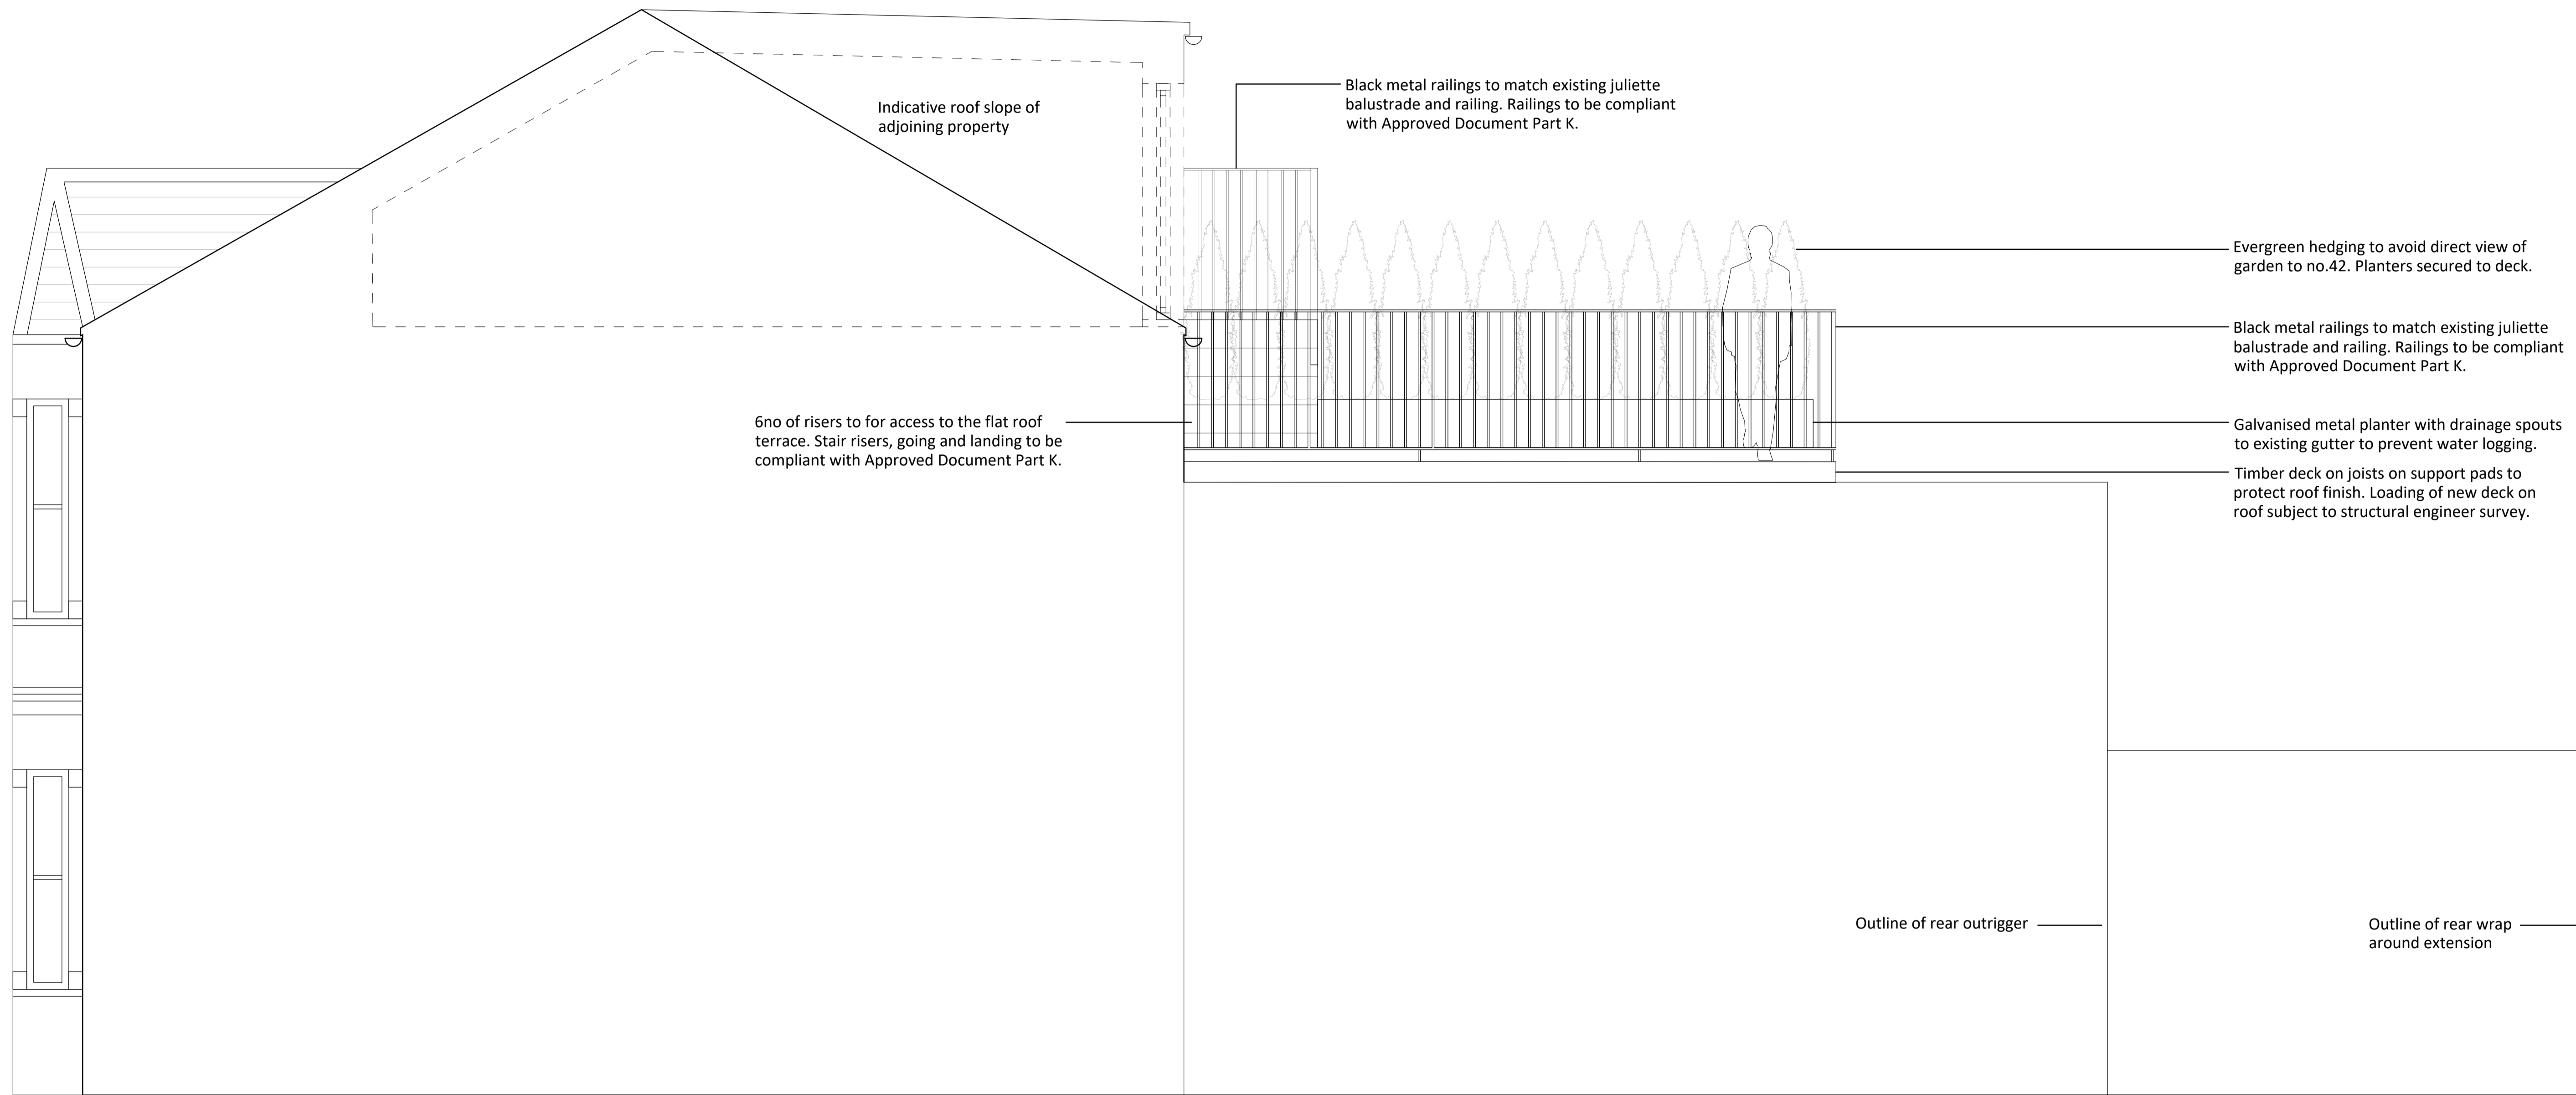 Indicative roof slope of
adjoining property
Black metal railings to match existing juliette
balustrade and railing. Railings to be compliant
with Approved Document Part K.
Evergreen hedging to avoid direct view of
garden to no.42. Planters secured to deck.
Black metal railings to match existing juliette
balustrade and railing. Railings to be compliant
with Approved Document Part K.
6no of risers to for access to the flat roof
terrace. Stair risers, going and landing to be
compliant with Approved Document Part K.
Galvanised metal planter with drainage spouts
to existing gutter to prevent water logging.
Timber deck on joists on support pads to
protect roof finish. Loading of new deck on
roof subject to structural engineer survey.
Outline of rear outrigger
Outline of rear wrap
around extension